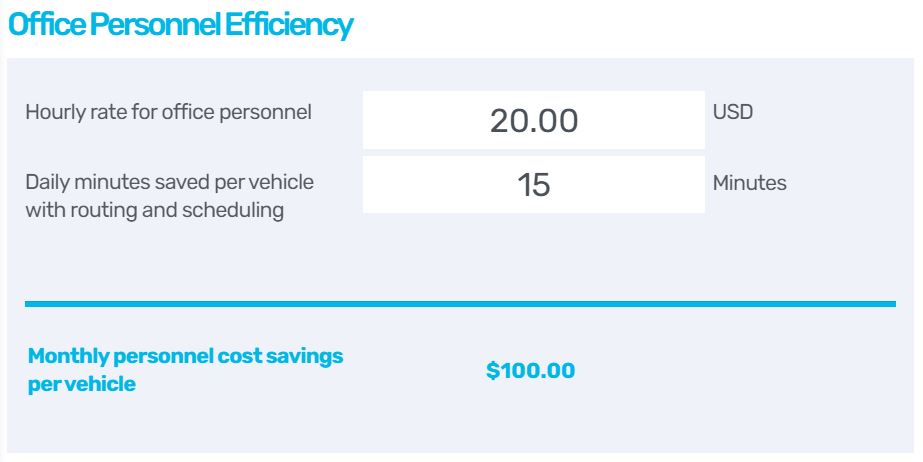 Office Personnel Efficiency
Hourly rate for office personnel
20.00
USD
Daily minutes saved per vehicle
with routing and scheduling
15
Minutes
Monthly personnel cost savings
per vehicle
$100.00